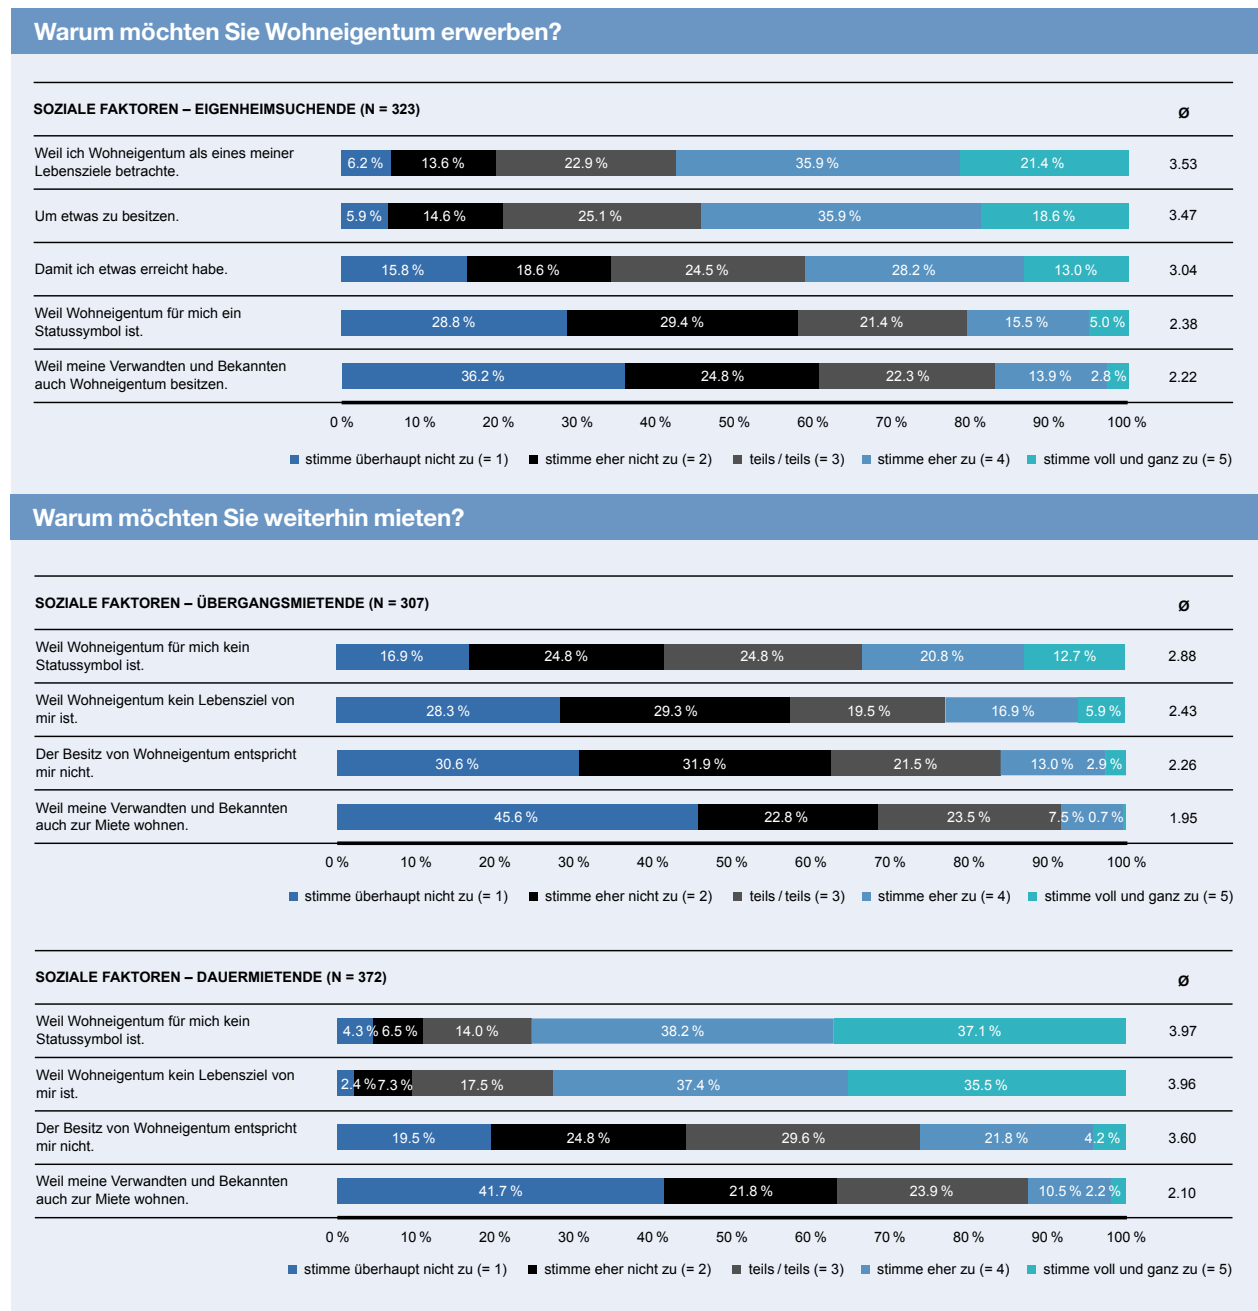 Warum möchten Sie Wohneigentum erwerben?
SOZIALE FAKTOREN – EIGENHEIMSUCHENDE (N = 323) Ø
Weil ich Wohneigentum als eines meiner
Lebensziele betrachte.
6.2 % 13.6 % 22.9 % 35.9 % 21.4 % 3.53
Um etwas zu besitzen. 5.9 % 14.6 % 25.1 % 35.9 % 18.6 % 3.47
Damit ich etwas erreicht habe. 15.8 % 18.6 % 24.5 % 28.2 % 13.0 % 3.04
Weil Wohneigentum für mich ein
Statussymbol ist.
28.8 % 29.4 % 21.4 % 15.5 % 5.0 % 2.38
Weil meine Verwandten und Bekannten
auch Wohneigentum besitzen.
36.2 % 24.8 % 22.3 % 13.9 % 2.8 % 2.22
0 % 10 % 20 % 30 % 40 % 50 % 60 % 70 % 80 % 90 % 100 %
stimme überhaupt nicht zu (= 1) stimme eher nicht zu (= 2) teils / teils (= 3) stimme eher zu (= 4) stimme voll und ganz zu (= 5)
Warum möchten Sie weiterhin mieten?
SOZIALE FAKTOREN – ÜBERGANGSMIETENDE (N = 307) Ø
Weil Wohneigentum für mich kein
Statussymbol ist.
16.9 % 24.8 % 24.8 % 20.8 % 12.7 % 2.88
Weil Wohneigentum kein Lebensziel von
mir ist.
28.3 % 29.3 % 19.5 % 16.9 % 5.9 % 2.43
Der Besitz von Wohneigentum entspricht
mir nicht.
30.6 % 31.9 % 21.5 % 13.0 % 2.9 % 2.26
Weil meine Verwandten und Bekannten
auch zur Miete wohnen.
45.6 % 22.8 % 23.5 % 7.5 % 0.7 % 1.95
0 % 10 % 20 % 30 % 40 % 50 % 60 % 70 % 80 % 90 % 100 %
stimme überhaupt nicht zu (= 1) stimme eher nicht zu (= 2) teils / teils (= 3) stimme eher zu (= 4) stimme voll und ganz zu (= 5)
SOZIALE FAKTOREN – DAUERMIETENDE (N = 372) Ø
Weil Wohneigentum für mich kein
Statussymbol ist.
4.3 % 6.5 % 14.0 % 38.2 % 37.1 % 3.97
Weil Wohneigentum kein Lebensziel von
mir ist.
2.4 % 7.3 % 17.5 % 37.4 % 35.5 % 3.96
Der Besitz von Wohneigentum entspricht
mir nicht.
19.5 % 24.8 % 29.6 % 21.8 % 4.2 % 3.60
Weil meine Verwandten und Bekannten
auch zur Miete wohnen.
41.7 % 21.8 % 23.9 % 10.5 % 2.2 % 2.10
0 % 10 % 20 % 30 % 40 % 50 % 60 % 70 % 80 % 90 % 100 %
stimme überhaupt nicht zu (= 1) stimme eher nicht zu (= 2) teils / teils (= 3) stimme eher zu (= 4) stimme voll und ganz zu (= 5)